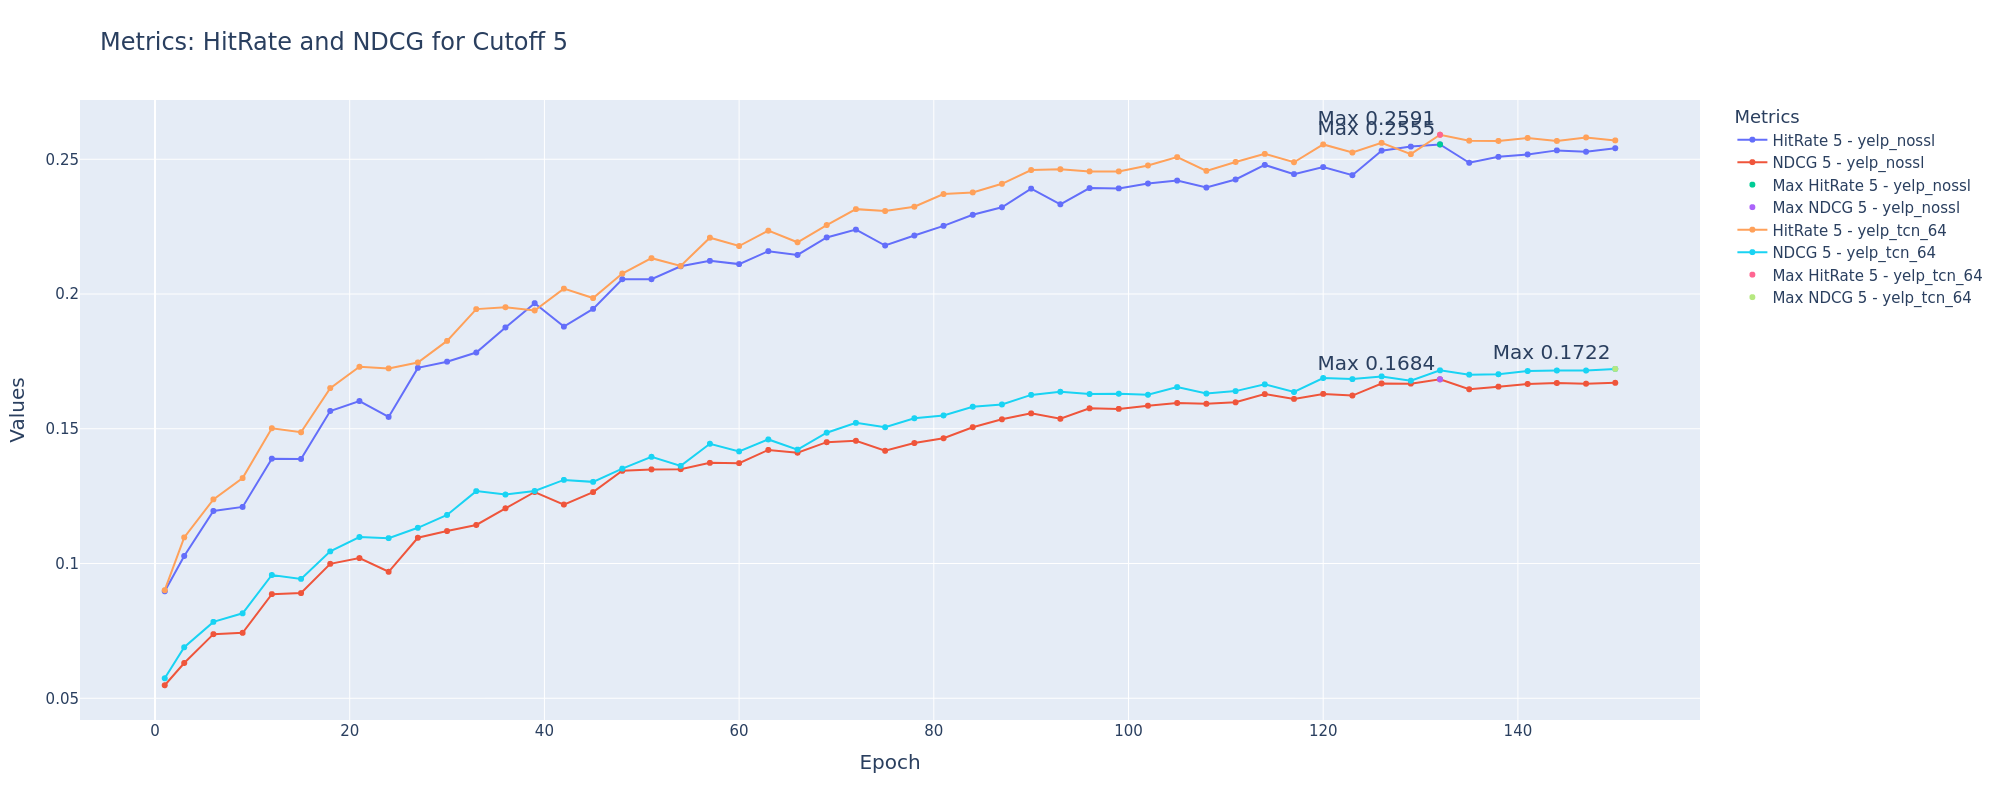 Metrics: HitRate and NDCG for Cutoff 5
Max 0.2591
Max 0.2555
Max 0.1684
Max 0.1722
0.25
0.2
0.15
0.1
0.05
Values
0
20
40
60
80
100
120
140
Epoch
Metrics
HitRate 5 - yelp_nossl
NDCG 5 - yelp_nossl
Max HitRate 5 - yelp_nossl
Max NDCG 5 - yelp_nossl
HitRate 5 - yelp_tcn_64
NDCG 5 - yelp_tcn_64
Max HitRate 5 - yelp_tcn_64
Max NDCG 5 - yelp_tcn_64